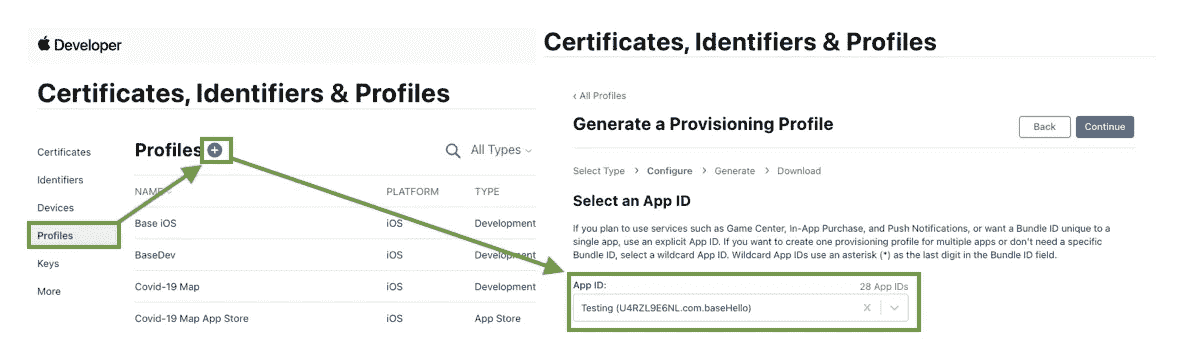 Developer
Certificates, Identifiers & Profiles
Certificates
Identifiers
Devices
Profiles
Keys
More
Profiles
All Types
NAME PLATFORM TYPE
Base iOS iOS Development
BaseDev iOS Development
Covid-19 Map iOS Development
Covid-19 Map App Store iOS App Store
Certificates, Identifiers & Profiles
‹ All Profiles
Generate a Provisioning Profile
Back Continue
Select Type > Configure > Generate > Download
Select an App ID
If you plan to use services such as Game Center, In-App Purchase, and Push Notifications, or want a Bundle ID unique to a
single app, use an explicit App ID. If you want to create one provisioning profile for multiple apps or don't need a specific
Bundle ID, select a wildcard App ID. Wildcard App IDs use an asterisk (*) as the last digit in the Bundle ID field.
App ID: 28 App IDs
Testing (U4RZL9E6NL.com.baseHello)